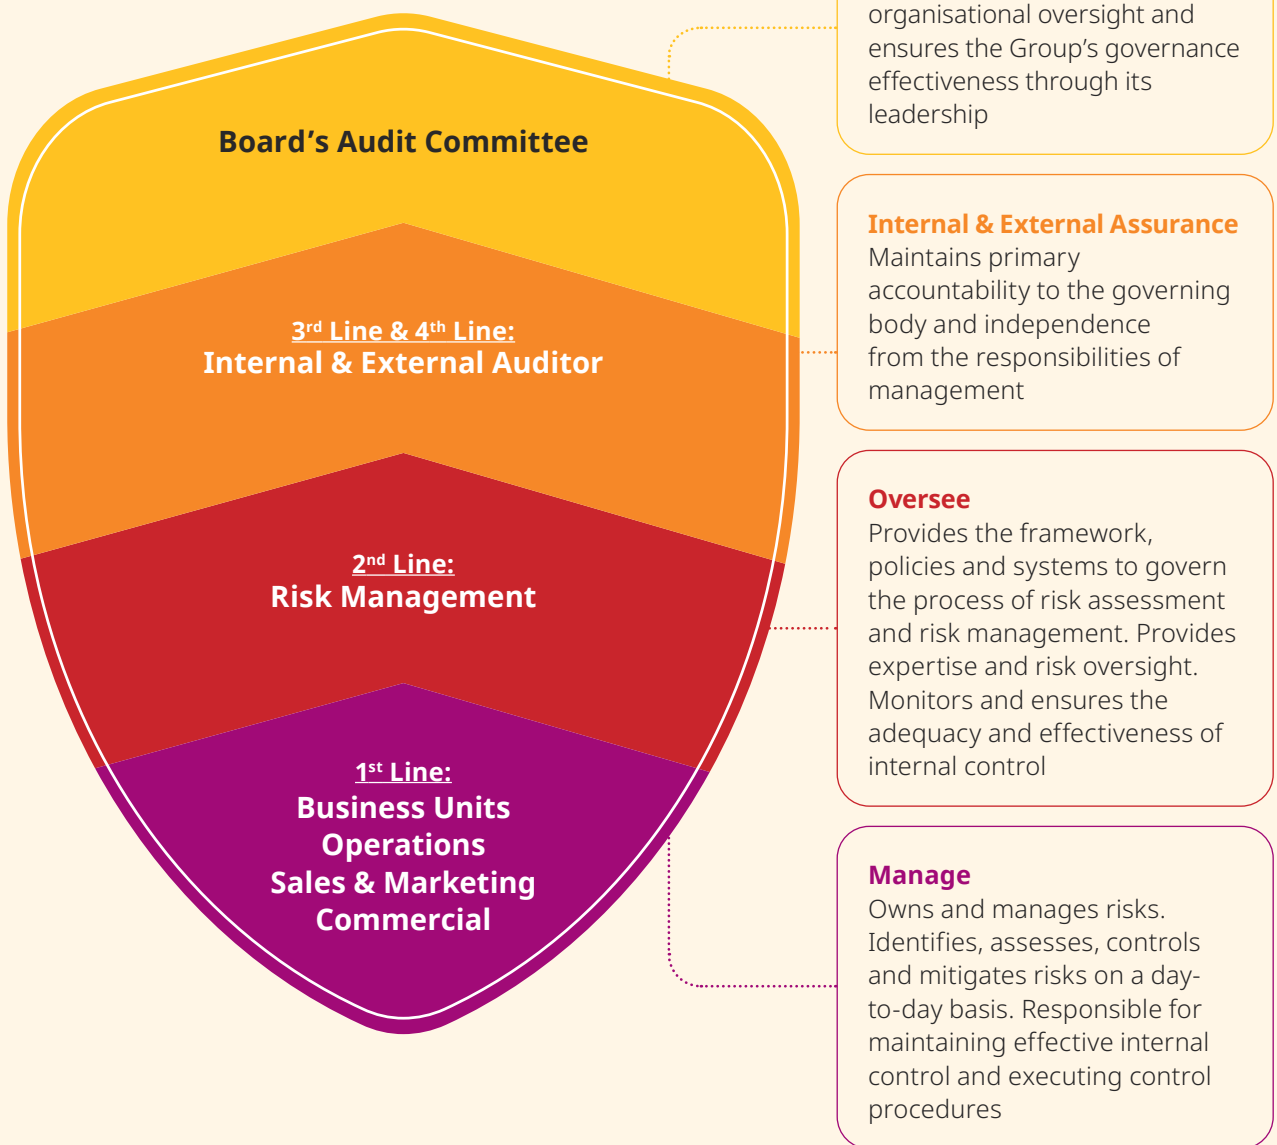 organisational oversight and
ensures the Group’s governance
effectiveness through its
leadership
Board’s Audit Committee
Internal & External Assurance
Maintains primary
accountability to the governing
body and independence
from the responsibilities of
management
3rd Line & 4th Line:
Internal & External Auditor
Oversee
Provides the framework,
policies and systems to govern
the process of risk assessment
and risk management. Provides
expertise and risk oversight.
Monitors and ensures the
adequacy and effectiveness of
internal control
2nd Line:
Risk Management
1st Line:
Business Units
Operations
Sales & Marketing
Commercial
Manage
Owns and manages risks.
Identifies, assesses, controls
and mitigates risks on a day-
to-day basis. Responsible for
maintaining effective internal
control and executing control
procedures